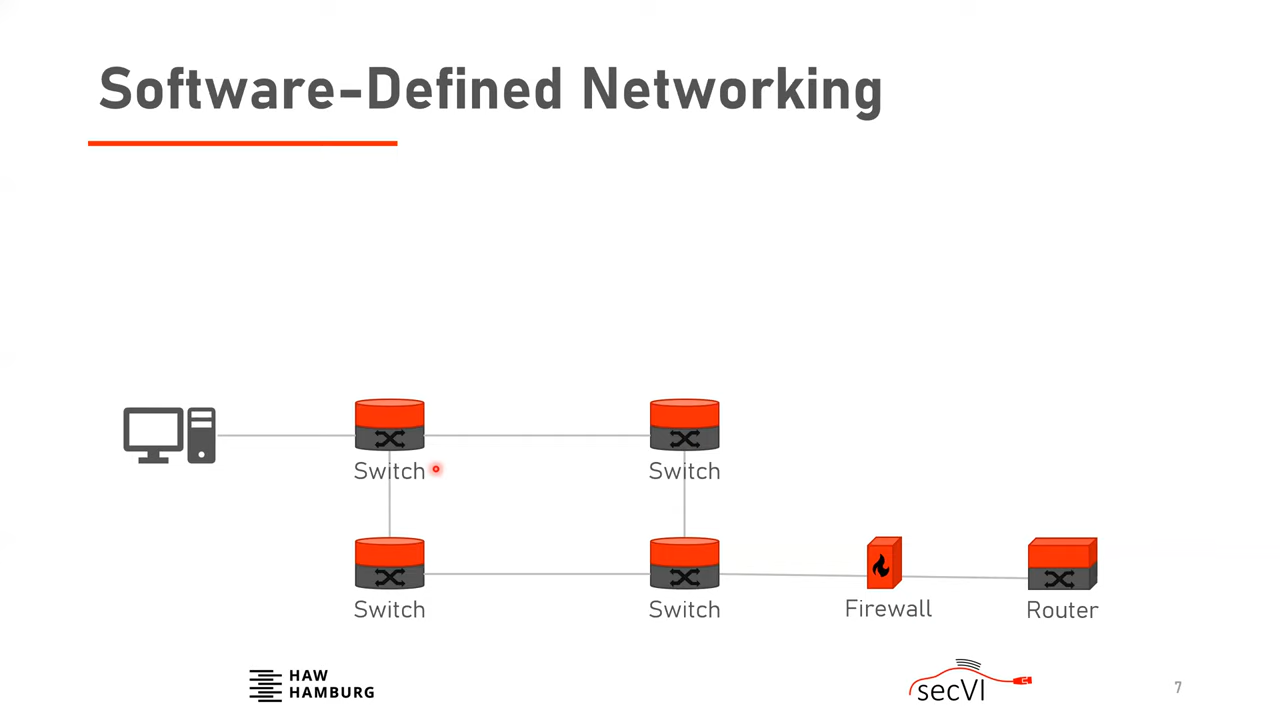 Software-Defined Networking
Switch
Switch
Switch
Switch
Firewall
Router
HAW
HAMBURG
secVI
7